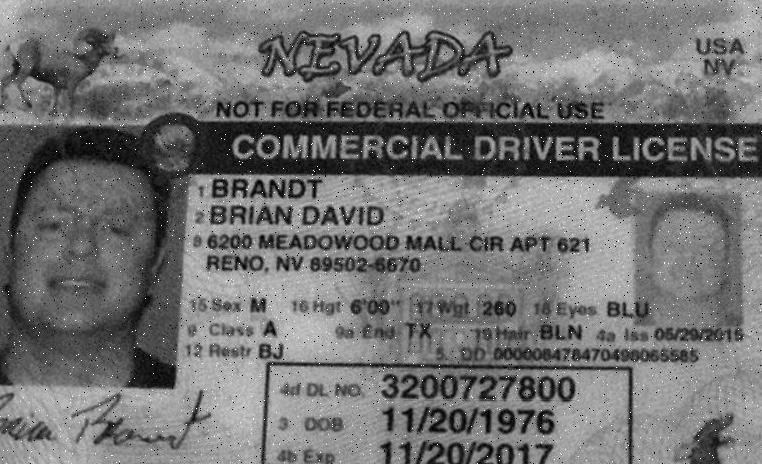 NEVADA
USA
NV
NOT FOR FEDERAL OFFICIAL USE
COMMERCIAL DRIVER LICENSE
1 BRANDT
2 BRIAN DAVID
8 6200 MEADOWOOD MALL CIR APT 621
RENO, NV 89502-6670
15 Sex M 16 Hgt 6'00" 17 Wgt 260 18 Eyes BLU
9 Class A 9a End TX 19 Hair BLN 4a Iss 05/29/2015
12 Restr BJ 5. DD 000008478470498065585
4d DL NO. 3200727800
3 DOB 11/20/1976
4b Exp 11/20/2017
Brian Brandt